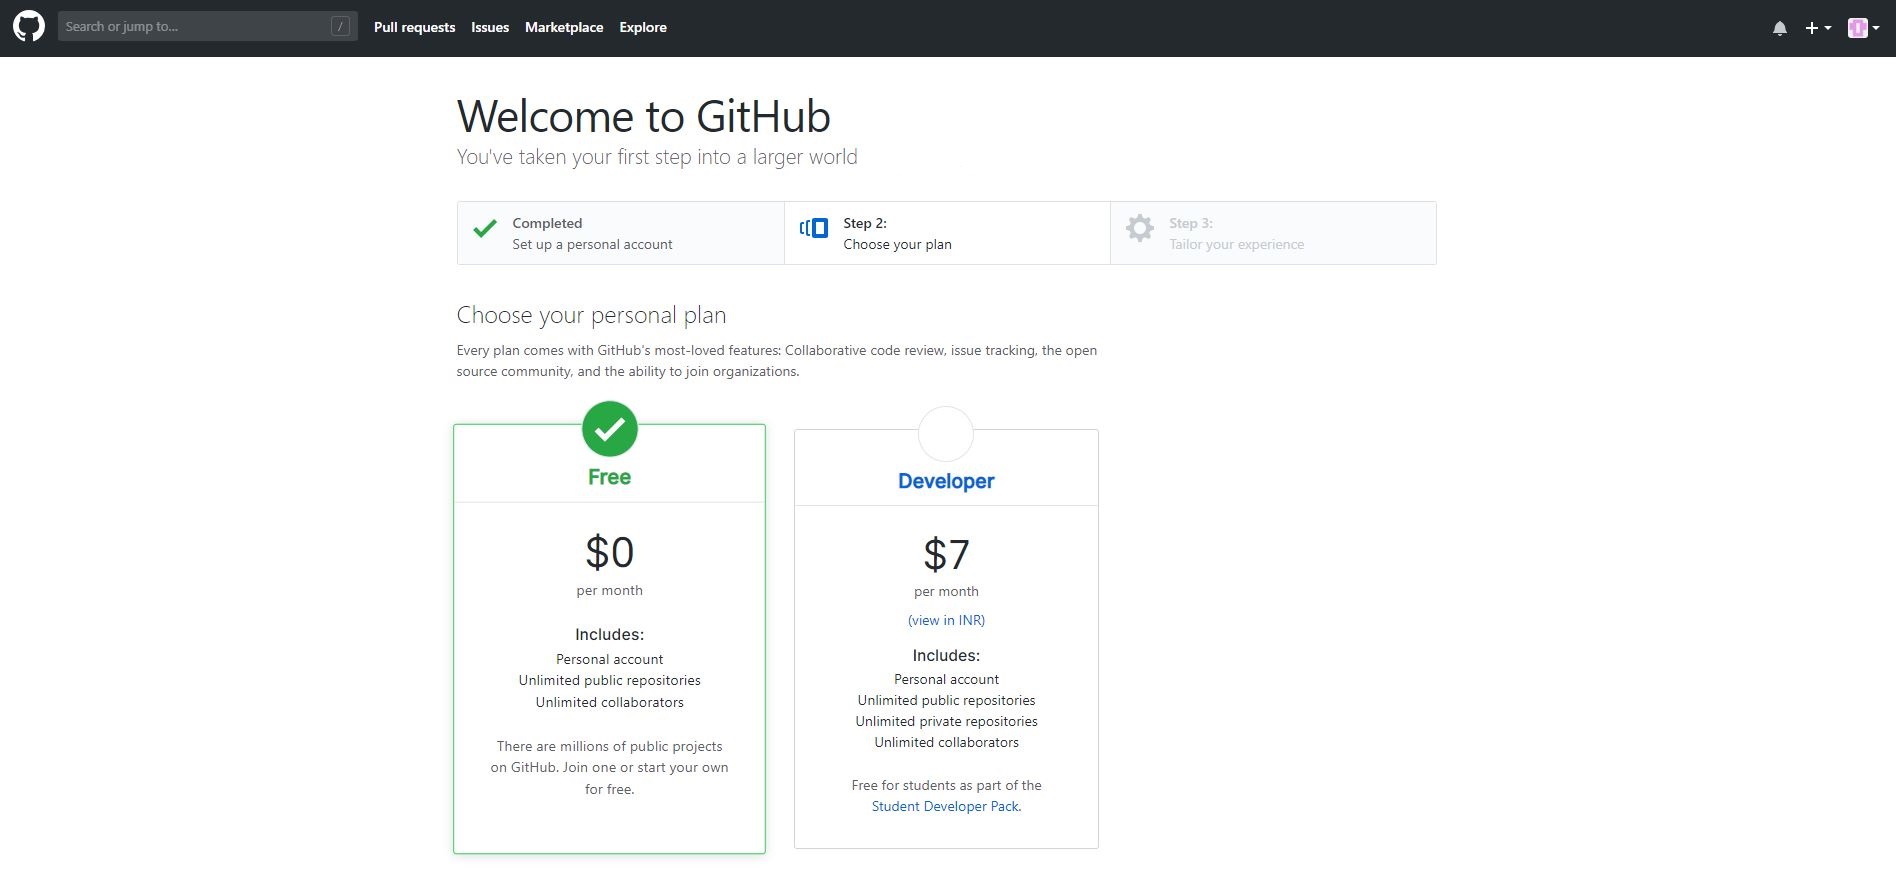 Search or jump to... /
Pull requests Issues Marketplace Explore
Welcome to GitHub
You've taken your first step into a larger world
Completed
Set up a personal account
Step 2:
Choose your plan
Step 3:
Tailor your experience
Choose your personal plan
Every plan comes with GitHub's most-loved features: Collaborative code review, issue tracking, the open
source community, and the ability to join organizations.
Free
$0
per month
Includes:
Personal account
Unlimited public repositories
Unlimited collaborators
There are millions of public projects
on GitHub. Join one or start your own
for free.
Developer
$7
per month
(view in INR)
Includes:
Personal account
Unlimited public repositories
Unlimited private repositories
Unlimited collaborators
Free for students as part of the
Student Developer Pack.